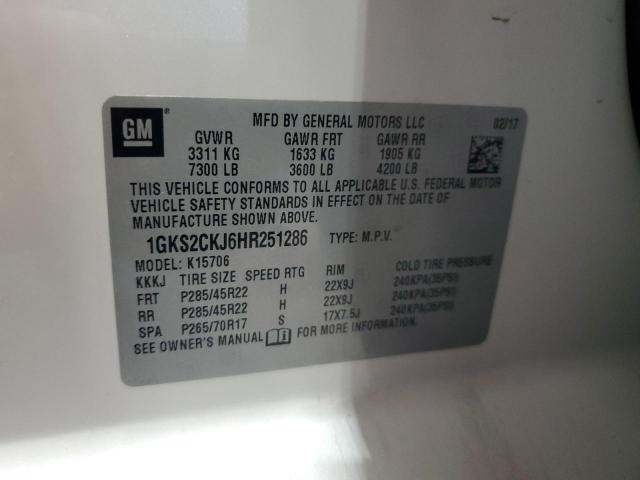 GM
MFD BY GENERAL MOTORS LLC 02/17
GVWR GAWR FRT GAWR RR
3311 KG 1633 KG 1905 KG
7300 LB 3600 LB 4200 LB
THIS VEHICLE CONFORMS TO ALL APPLICABLE U.S. FEDERAL MOTOR
VEHICLE SAFETY STANDARDS IN EFFECT ON THE DATE OF
MANUFACTURE SHOWN ABOVE.
1GKS2CKJ6HR251286 TYPE: M.P.V.
MODEL: K15706
KKKJ TIRE SIZE SPEED RTG RIM COLD TIRE PRESSURE
FRT P285/45R22 H 22X9J 240KPA(35PSI)
RR P285/45R22 H 22X9J 240KPA(35PSI)
SPA P265/70R17 S 17X7.5J 240KPA(35PSI)
SEE OWNER'S MANUAL FOR MORE INFORMATION.